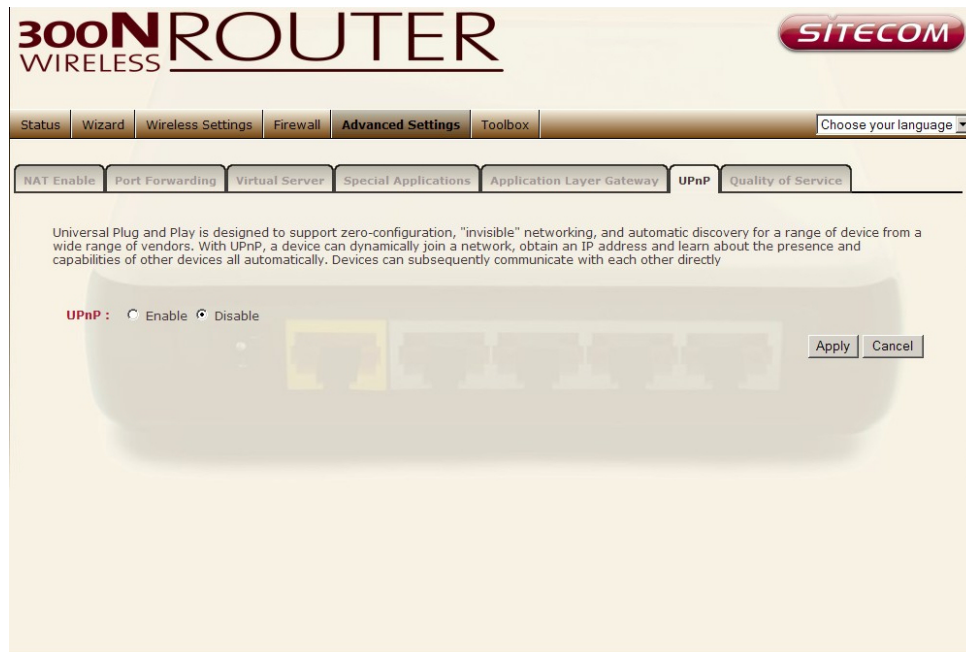 300N WIRELESS ROUTER
SITECOM
Status Wizard Wireless Settings Firewall Advanced Settings Toolbox Choose your language
NAT Enable Port Forwarding Virtual Server Special Applications Application Layer Gateway UPnP Quality of Service
Universal Plug and Play is designed to support zero-configuration, "invisible" networking, and automatic discovery for a range of device from a
wide range of vendors. With UPnP, a device can dynamically join a network, obtain an IP address and learn about the presence and
capabilities of other devices all automatically. Devices can subsequently communicate with each other directly
UPnP : Enable Disable
Apply Cancel